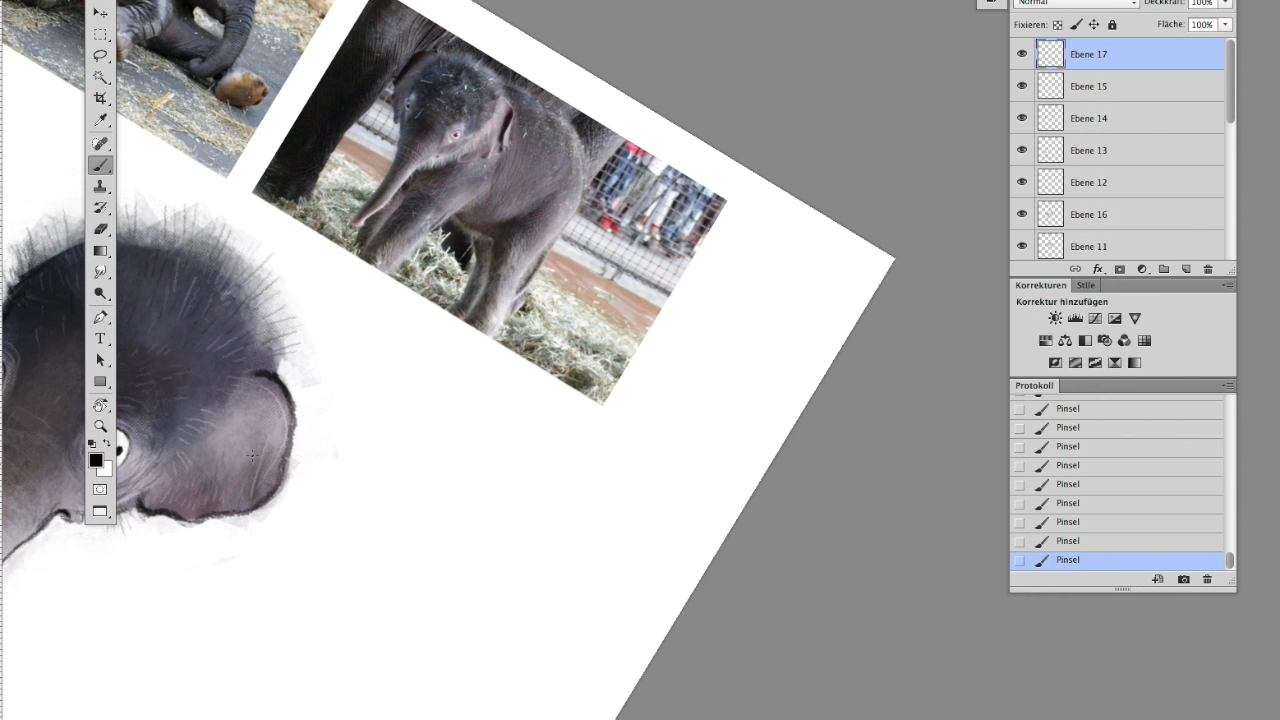 Normal
Deckkraft: 100%
Fixieren:
Fläche: 100%
Ebene 17
Ebene 15
Ebene 14
Ebene 13
Ebene 12
Ebene 16
Ebene 11
fx
Korrekturen Stile
Korrektur hinzufügen
Protokoll
Pinsel
Pinsel
Pinsel
Pinsel
Pinsel
Pinsel
Pinsel
Pinsel
Pinsel